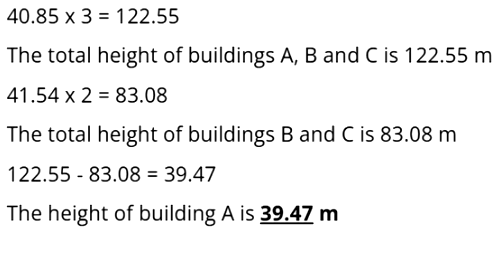 40.85 x 3 = 122.55
The total height of buildings A, B and C is 122.55 m
41.54 x 2 = 83.08
The total height of buildings B and C is 83.08 m
122.55 - 83.08 = 39.47
The height of building A is 39.47 m